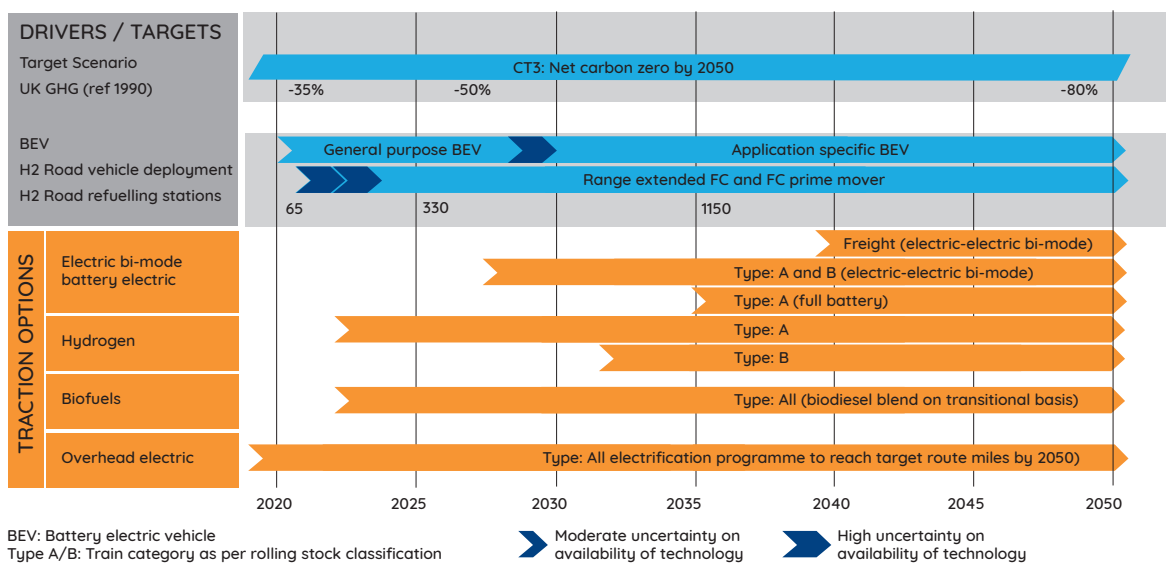 DRIVERS / TARGETS
Target Scenario
CT3: Net carbon zero by 2050
UK GHG (ref 1990)
-35%
-50%
-80%
BEV
General purpose BEV
Application specific BEV
H2 Road vehicle deployment
Range extended FC and FC prime mover
H2 Road refuelling stations
65
330
1150
TRACTION OPTIONS
Electric bi-mode
battery electric
Freight (electric-electric bi-mode)
Type: A and B (electric-electric bi-mode)
Type: A (full battery)
Hydrogen
Type: A
Type: B
Biofuels
Type: All (biodiesel blend on transitional basis)
Overhead electric
Type: All electrification programme to reach target route miles by 2050)
2020
2025
2030
2035
2040
2045
2050
BEV: Battery electric vehicle
Type A/B: Train category as per rolling stock classification
Moderate uncertainty on
availability of technology
High uncertainty on
availability of technology